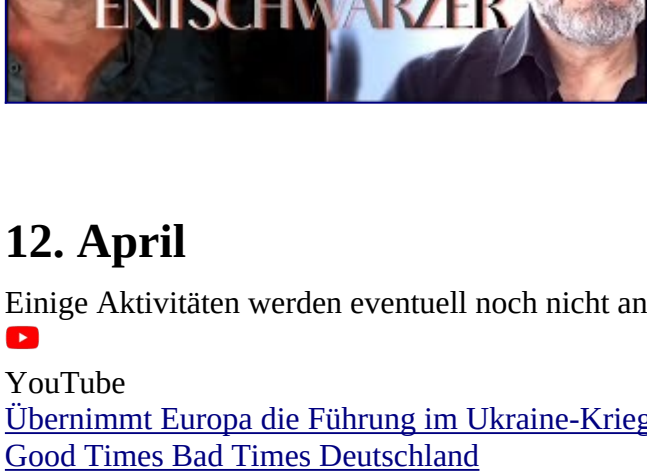 ENTSCHWÄRZER
12. April
Einige Aktivitäten werden eventuell noch nicht an
YouTube
Übernimmt Europa die Führung im Ukraine-Krieg
Good Times Bad Times Deutschland